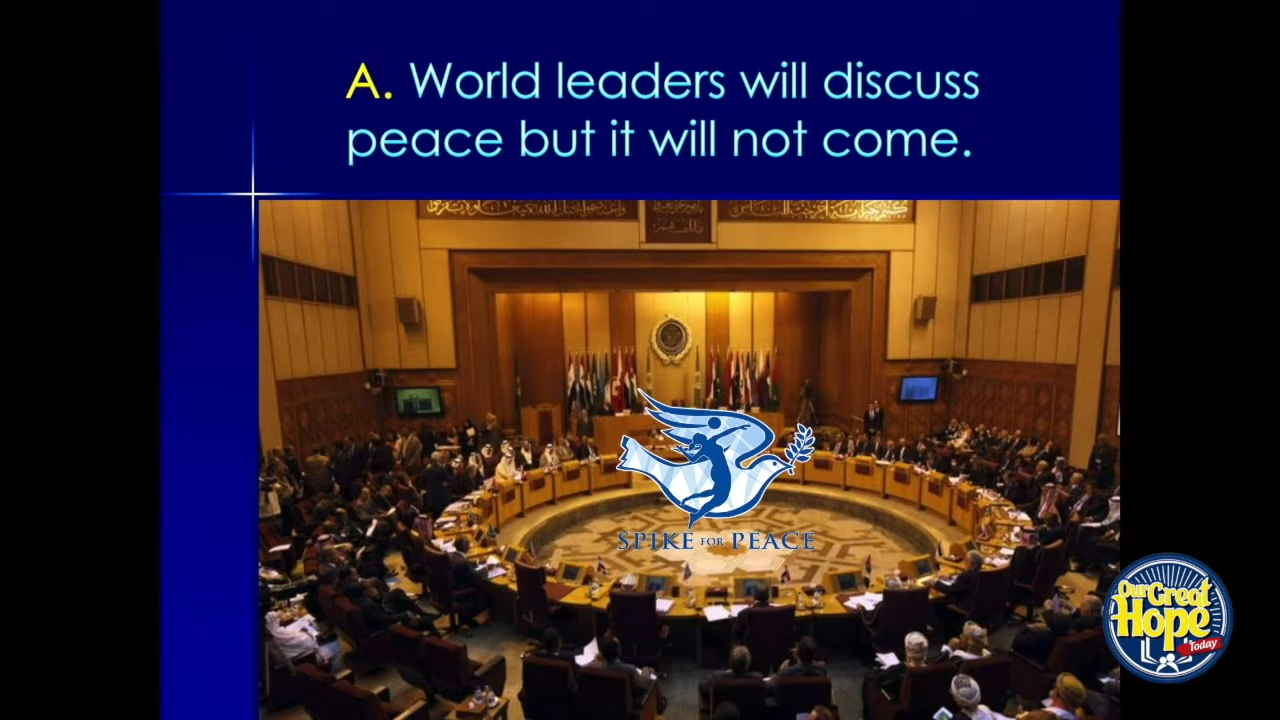 A. World leaders will discuss
peace but it will not come.
SPIKE FOR PEACE
Our Great
Hope
Today